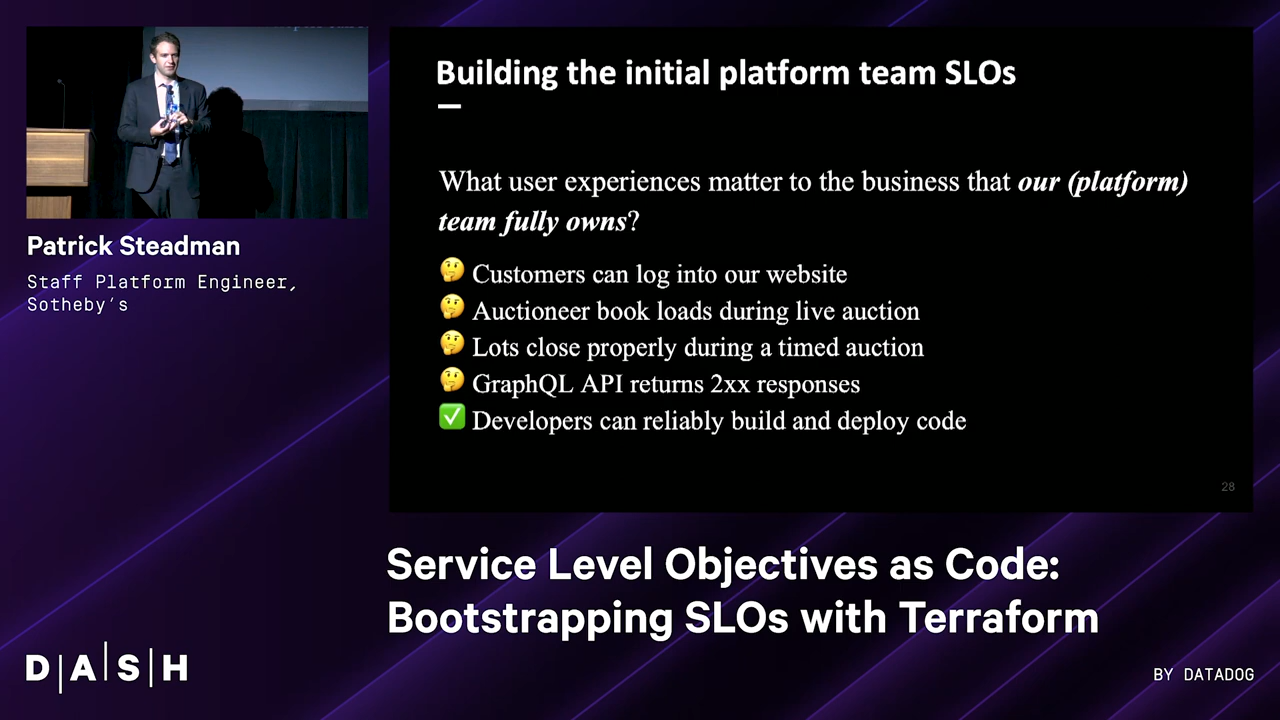 Building the initial platform team SLOs
What user experiences matter to the business that our (platform)
team fully owns?
🤔 Customers can log into our website
🤔 Auctioneer book loads during live auction
🤔 Lots close properly during a timed auction
🤔 GraphQL API returns 2xx responses
✅ Developers can reliably build and deploy code
28
Patrick Steadman
Staff Platform Engineer,
Sotheby's
Service Level Objectives as Code:
Bootstrapping SLOs with Terraform
D|A|S|H
BY DATADOG